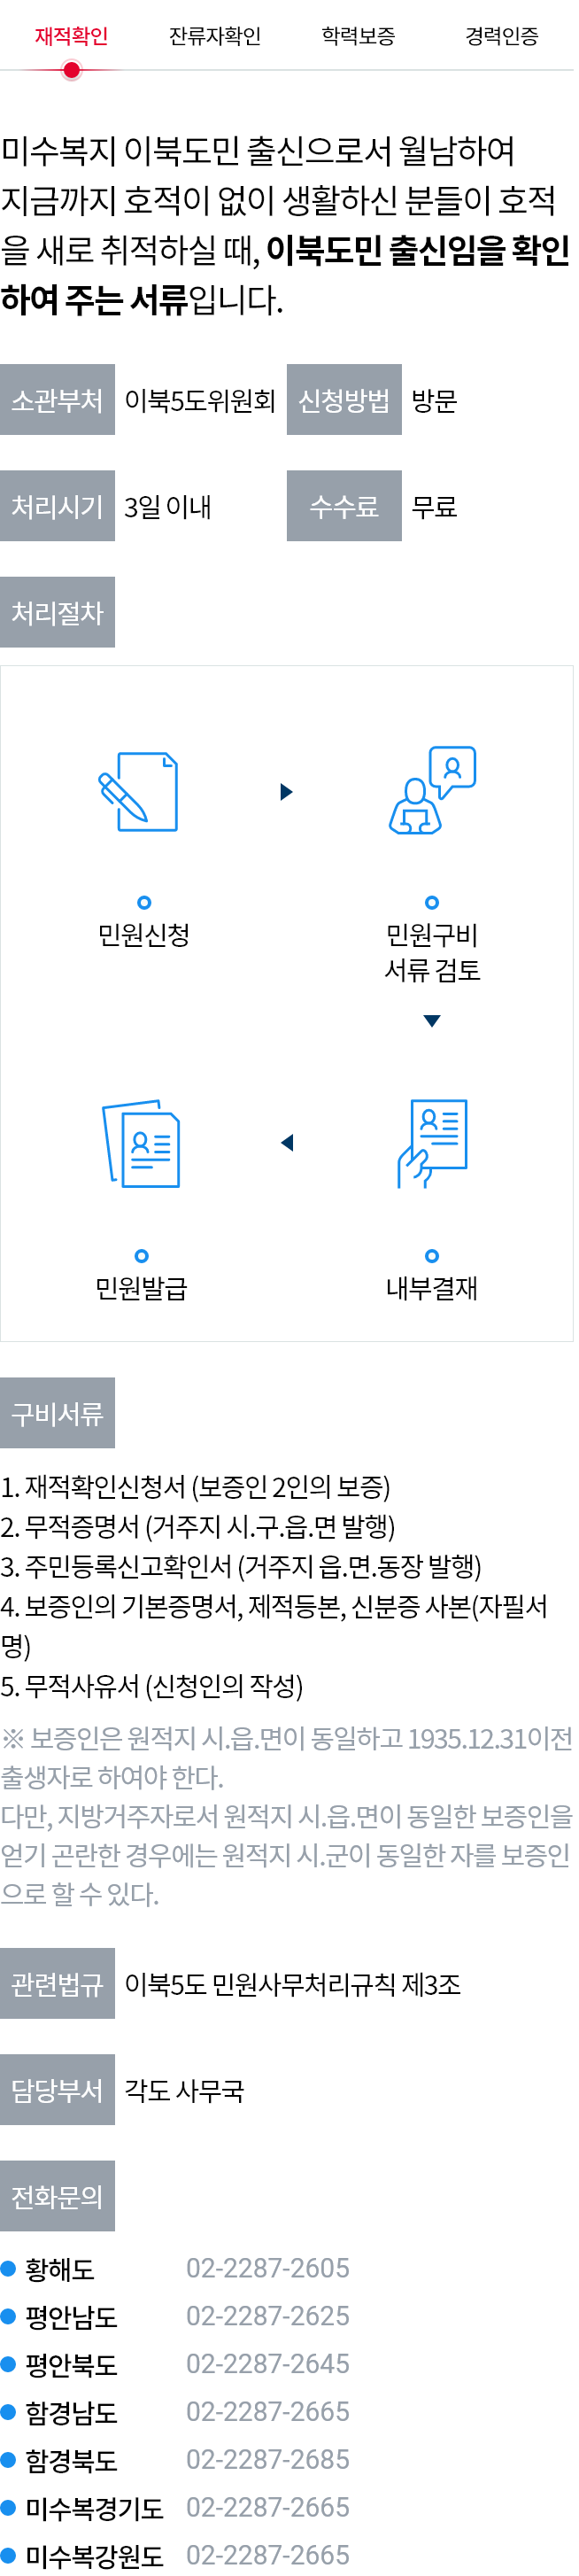 재적확인 잔류자확인 학력보증 경력인증
미수복지 이북도민 출신으로서 월남하여
지금까지 호적이 없이 생활하신 분들이 호적
을 새로 취적하실 때, 이북도민 출신임을 확인
하여 주는 서류입니다.
소관부처 이북5도위원회 신청방법 방문
처리시기 3일 이내 수수료 무료
처리절차
민원신청
민원구비
서류 검토
민원발급 내부결재
구비서류
1. 재적확인신청서 (보증인 2인의 보증)
2. 무적증명서 (거주지 시.구.읍.면 발행)
3. 주민등록신고확인서 (거주지 읍.면.동장 발행)
4. 보증인의 기본증명서, 제적등본, 신분증 사본(자필서
명)
5. 무적사유서 (신청인의 작성)
※ 보증인은 원적지 시.읍.면이 동일하고 1935.12.31이전
출생자로 하여야 한다.
다만, 지방거주자로서 원적지 시.읍.면이 동일한 보증인을
얻기 곤란한 경우에는 원적지 시.군이 동일한 자를 보증인
으로 할 수 있다.
관련법규 이북5도 민원사무처리규칙 제3조
담당부서 각도 사무국
전화문의
황해도 02-2287-2605
평안남도 02-2287-2625
평안북도 02-2287-2645
함경남도 02-2287-2665
함경북도 02-2287-2685
미수복경기도 02-2287-2665
미수복강원도 02-2287-2665